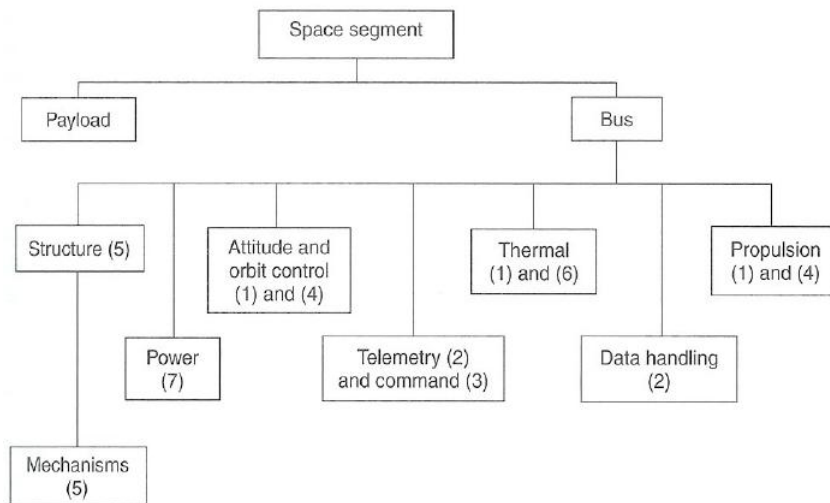 Space segment
Payload
Bus
Structure (5)
Attitude and
orbit control
(1) and (4)
Thermal
(1) and (6)
Propulsion
(1) and (4)
Power
(7)
Telemetry (2)
and command (3)
Data handling
(2)
Mechanisms
(5)